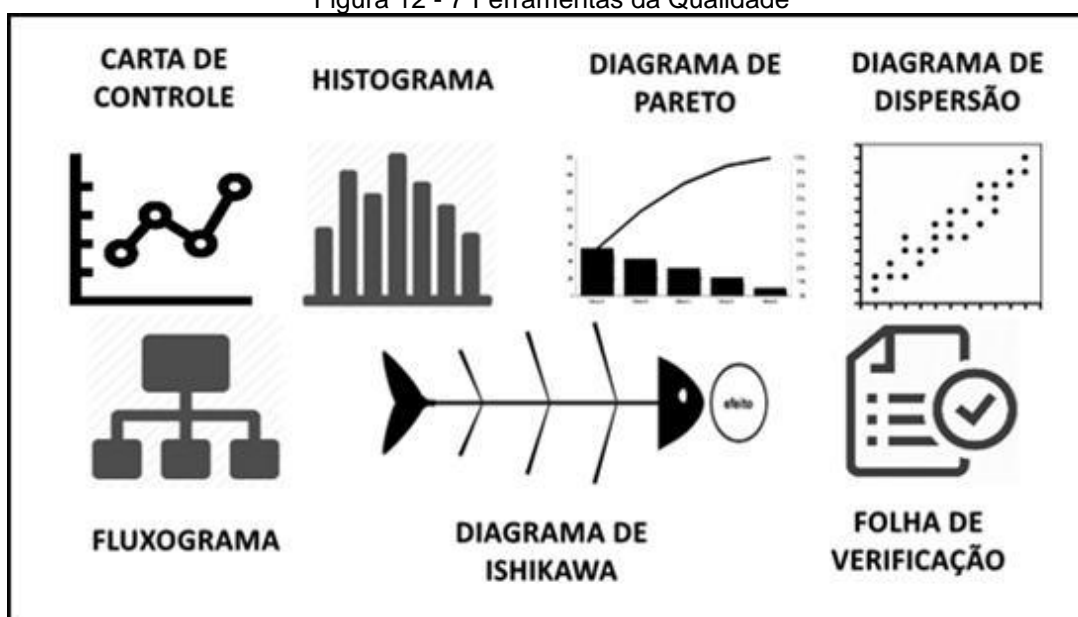 Figura 12 - 7 Ferramentas da Qualidade
CARTA DE
CONTROLE
HISTOGRAMA
DIAGRAMA DE
PARETO
DIAGRAMA DE
DISPERSÃO
efeito
FLUXOGRAMA
DIAGRAMA DE
ISHIKAWA
FOLHA DE
VERIFICAÇÃO